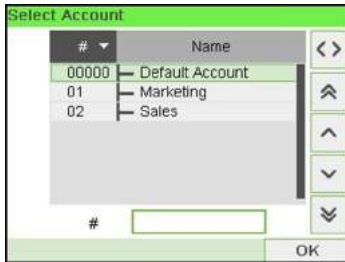 Select Account
# Name
00000 Default Account
01 Marketing
02 Sales
#
OK